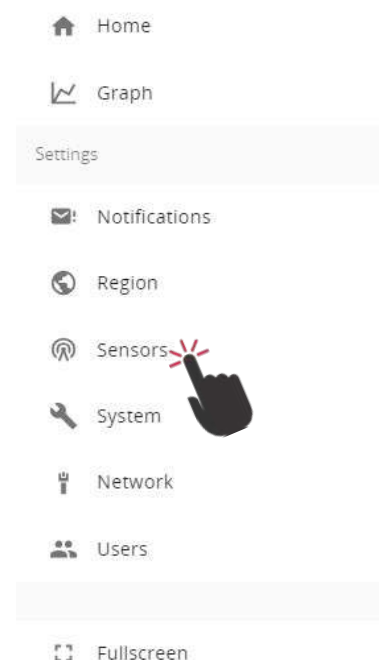 Home
Graph
Settings
Notifications
Region
Sensors
System
Network
Users
Fullscreen